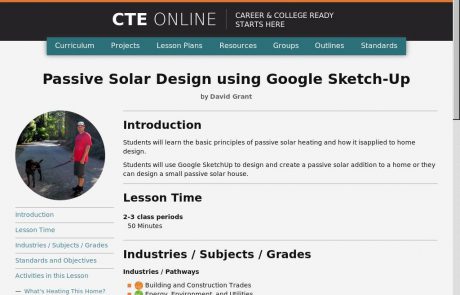 CTE ONLINE
CAREER & COLLEGE READY
STARTS HERE
Curriculum Projects Lesson Plans Resources Groups Outlines Standards
Passive Solar Design using Google Sketch-Up
by David Grant
Introduction
Lesson Time
Industries / Subjects / Grades
Standards and Objectives
Activities in this Lesson
— What's Heating This Home?
Introduction
Students will learn the basic principles of passive solar heating and how it isapplied to home
design.
Students will use Google SketchUp to design and create a passive solar addition to a home or they
can design a small passive solar house.
Lesson Time
2-3 class periods
50 Minutes
Industries / Subjects / Grades
Industries / Pathways
Building and Construction Trades
Energy, Environment, and Utilities